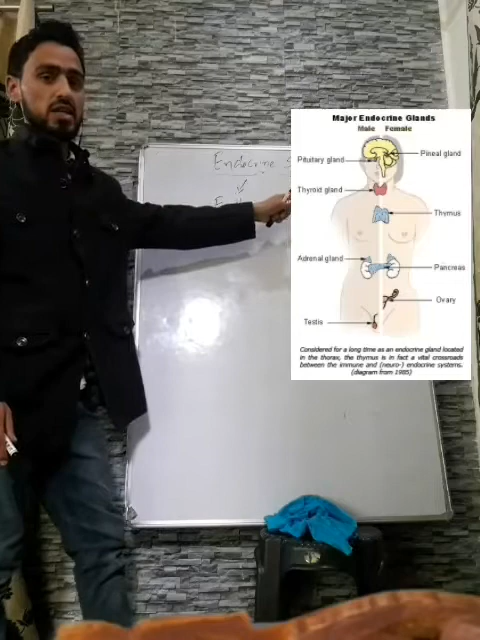 Endocrine S
Major Endocrine Glands
Male Female
Pituitary gland
Pineal gland
Thyroid gland
Thymus
Adrenal gland
Pancreas
Ovary
Testis
Considered for a long time as an endocrine gland located
in the thorax, the thymus is in fact a vital crossroads
between the immune and (neuro-) endocrine systems.
(diagram from 1985)